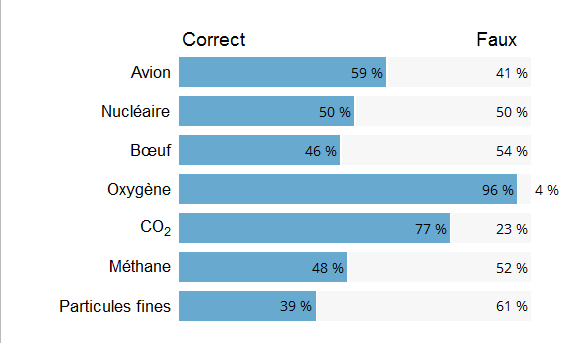 Correct Faux
Avion 59 % 41 %
Nucléaire 50 % 50 %
Bœuf 46 % 54 %
Oxygène 96 % 4 %
CO2 77 % 23 %
Méthane 48 % 52 %
Particules fines 39 % 61 %